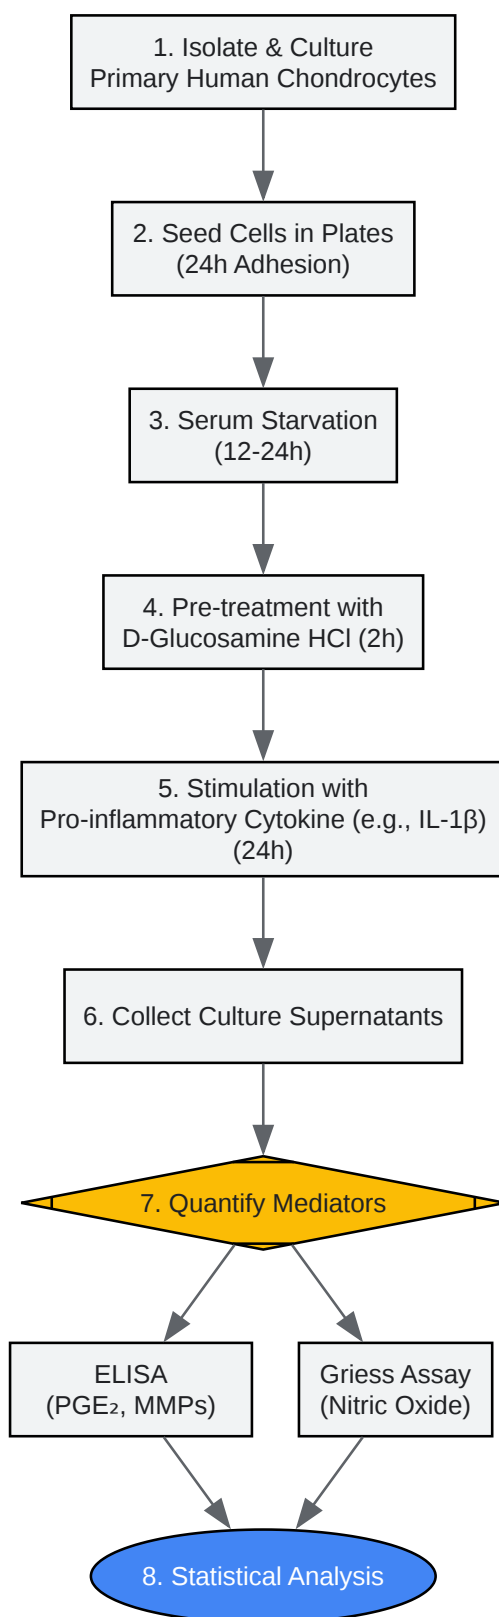 1. Isolate & Culture
Primary Human Chondrocytes
2. Seed Cells in Plates
(24h Adhesion)
3. Serum Starvation
(12-24h)
4. Pre-treatment with
D-Glucosamine HCl (2h)
5. Stimulation with
Pro-inflammatory Cytokine (e.g., IL-1β)
(24h)
6. Collect Culture Supernatants
7. Quantify Mediators
ELISA
(PGE₂, MMPs)
Griess Assay
(Nitric Oxide)
8. Statistical Analysis